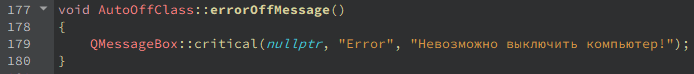 177 void AutoOffClass::errorOffMessage()
178 {
179 QMessageBox::critical(nullptr, "Error", "Невозможно выключить компьютер!");
180 }